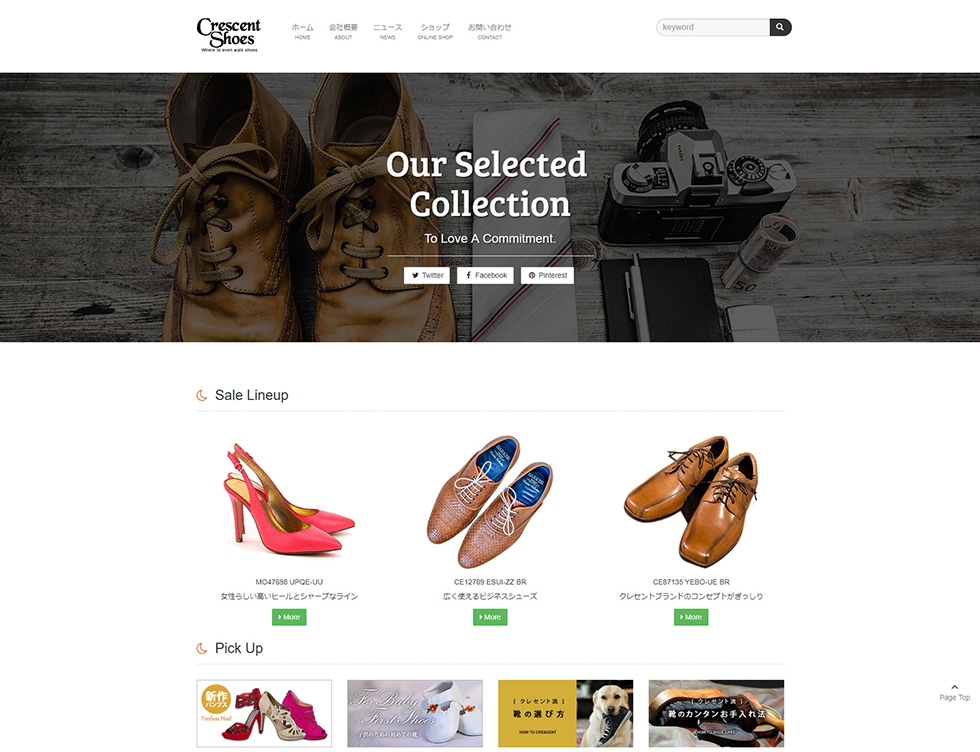 Crescent
Shoes
Where to even walk shoes
ホーム
HOME
会社概要
ABOUT
ニュース
NEWS
ショップ
ONLINE SHOP
お問い合わせ
CONTACT
keyword
Our Selected
Collection
To Love A Commitment.
Twitter
Facebook
Pinterest
50
Sale Lineup
MO47698 UPQE-UU
女性らしい高いヒールとシャープなライン
More
CE12789 ESUI-ZZ BR
広く使えるビジネスシューズ
More
CE87135 YEBO-UE BR
クレセントブランドのコンセプトがぎっしり
More
Pick Up
新作
パンプス
Tireless Heel
For Baby
First Shoes
子供のための初めての靴
{ クレセント流 }
靴の選び方
HOW TO CRESCENT
{ クレセント流 }
靴のカンタンお手入れ法
HOW TO SHOE CARE
Page Top